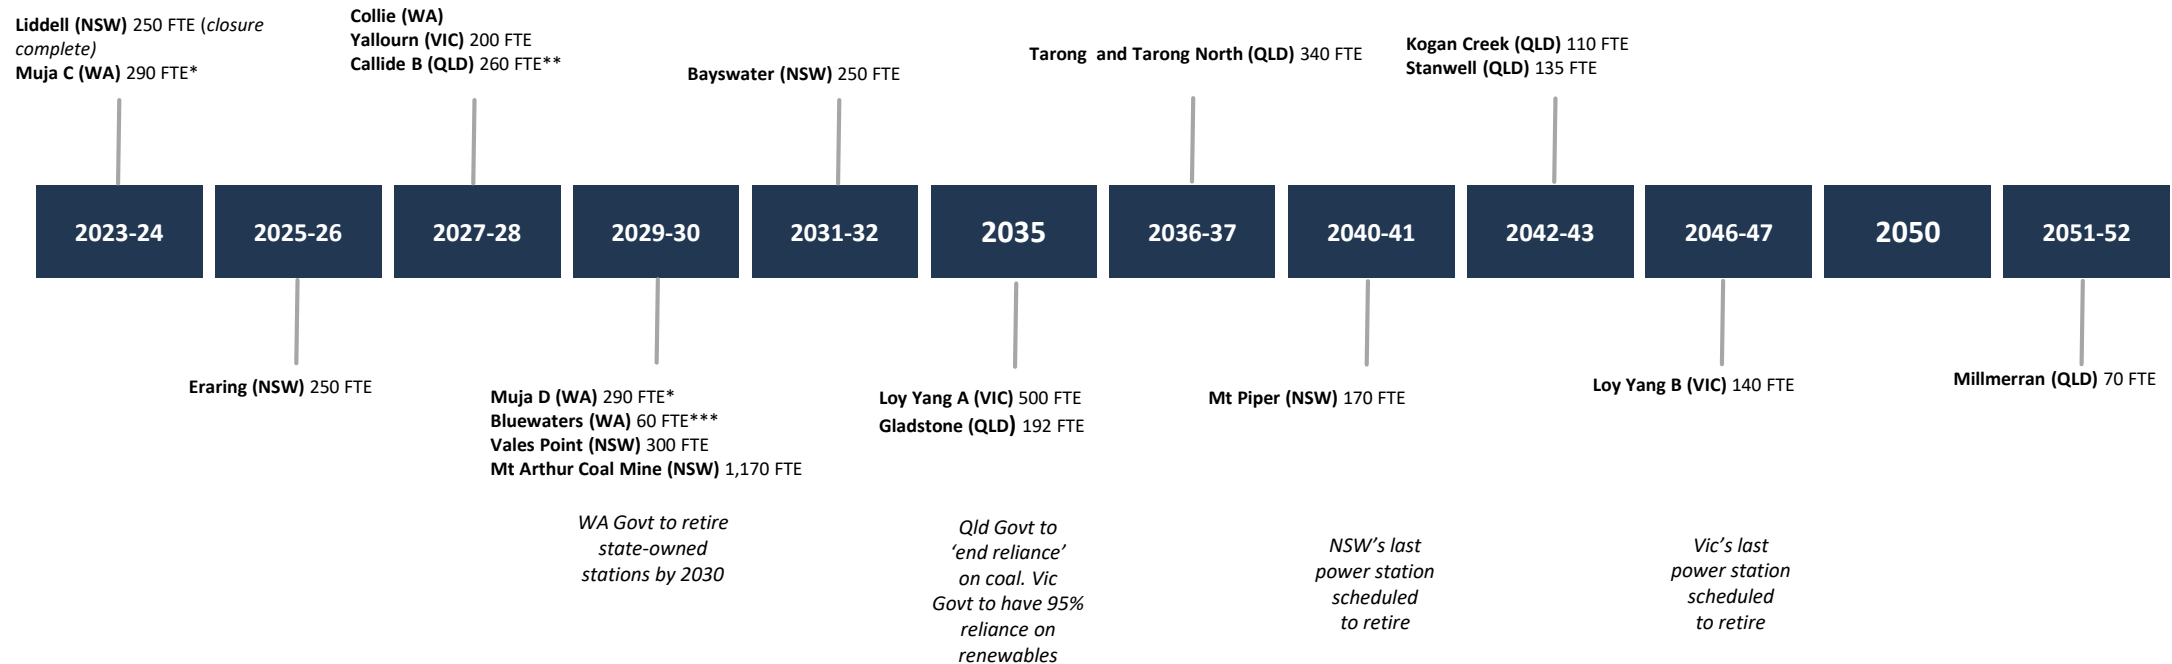 Liddell (NSW) 250 FTE (closure
complete)
Muja C (WA) 290 FTE*
Collie (WA)
Yallourn (VIC) 200 FTE
Callide B (QLD) 260 FTE**
Bayswater (NSW) 250 FTE
Tarong  and Tarong North (QLD) 340 FTE
Kogan Creek (QLD) 110 FTE
Stanwell (QLD) 135 FTE
2023-24
2025-26
2027-28
2029-30
2031-32
2035
2036-37
2040-41
2042-43
2046-47
2050
2051-52
Eraring (NSW) 250 FTE
Muja D (WA) 290 FTE*
Bluewaters (WA) 60 FTE***
Vales Point (NSW) 300 FTE
Mt Arthur Coal Mine (NSW) 1,170 FTE
WA Govt to retire
state-owned
stations by 2030
Loy Yang A (VIC) 500 FTE
Gladstone (QLD) 192 FTE
Qld Govt to
‘end reliance’
on coal. Vic
Govt to have 95%
reliance on
renewables
Mt Piper (NSW) 170 FTE
NSW’s last
power station
scheduled
to retire
Loy Yang B (VIC) 140 FTE
Vic’s last
power station
scheduled
to retire
Millmerran (QLD) 70 FTE